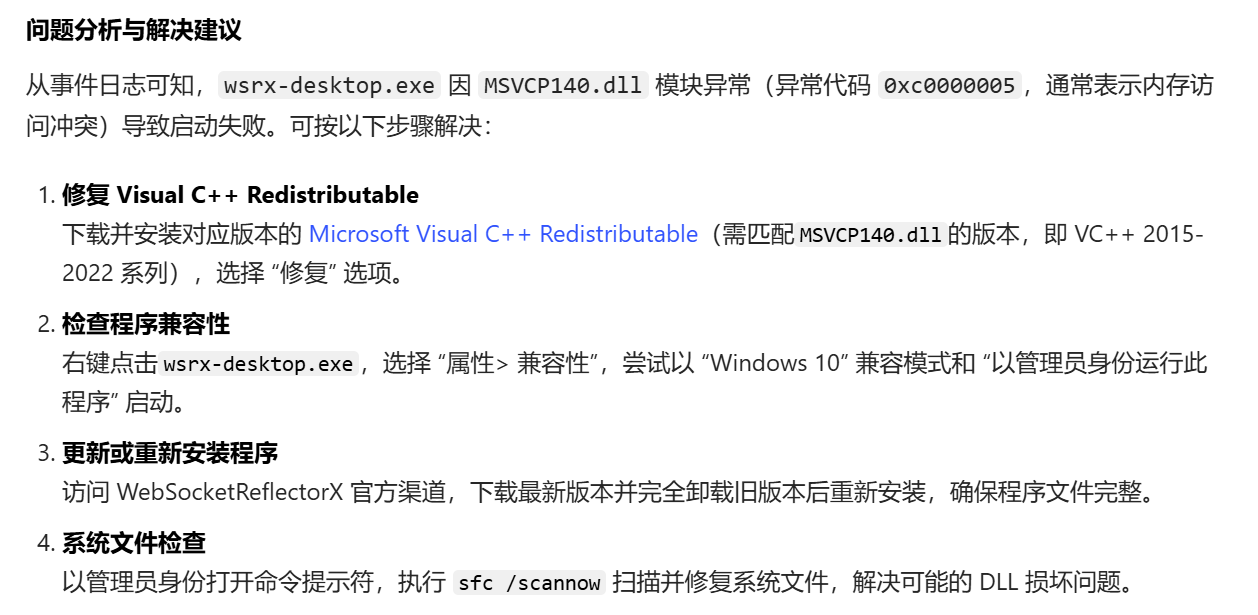 问题分析与解决建议
从事件日志可知，wsrx-desktop.exe 因 MSVCP140.dll 模块异常（异常代码 0xc0000005，通常表示内存访
问冲突）导致启动失败。可按以下步骤解决：
1. 修复 Visual C++ Redistributable
下载并安装对应版本的 Microsoft Visual C++ Redistributable（需匹配 MSVCP140.dll 的版本，即 VC++ 2015-
2022 系列），选择 “修复” 选项。
2. 检查程序兼容性
右键点击 wsrx-desktop.exe，选择 “属性> 兼容性”，尝试以 “Windows 10” 兼容模式和 “以管理员身份运行此
程序” 启动。
3. 更新或重新安装程序
访问 WebSocketReflectorX 官方渠道，下载最新版本并完全卸载旧版本后重新安装，确保程序文件完整。
4. 系统文件检查
以管理员身份打开命令提示符，执行 sfc /scannow 扫描并修复系统文件，解决可能的 DLL 损坏问题。